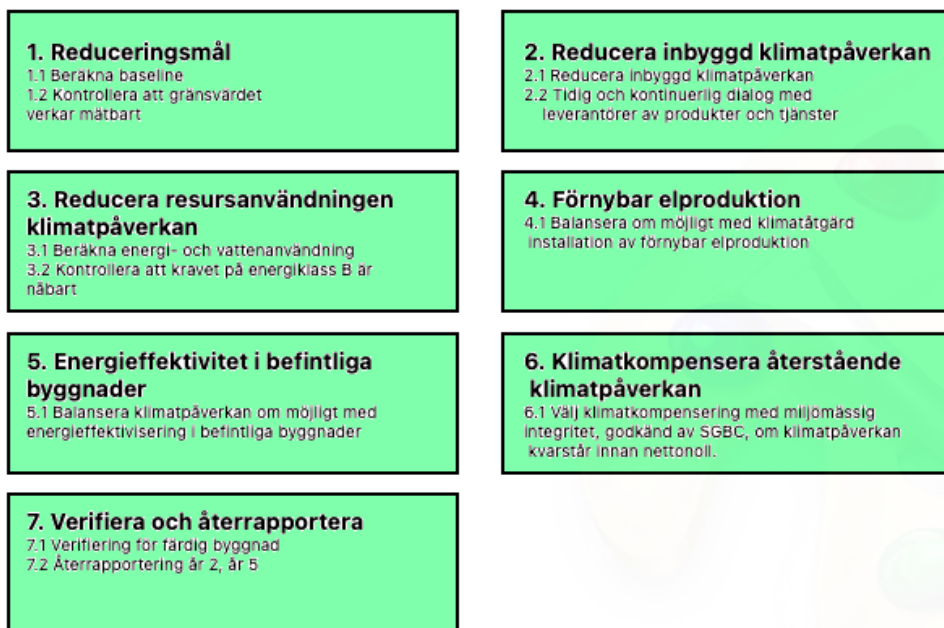 1. Reduceringsmål
1.1 Beräkna baseline
1.2 Kontrollera att gränsvärdet
verkar mätbart
2. Reducera inbyggd klimatpåverkan
2.1 Reducera inbyggd klimatpåverkan
2.2 Tidig och kontinuerlig dialog med
leverantörer av produkter och tjänster
3. Reducera resursanvändningen
klimatpåverkan
3.1 Beräkna energi- och vattenanvändning
3.2 Kontrollera att kravet på energiklass B är
nåbart
4. Förnybar elproduktion
4.1 Balansera om möjligt med klimatåtgärd
installation av förnybar elproduktion
5. Energieffektivitet i befintliga
byggnader
5.1 Balansera klimatpåverkan om möjligt med
energieffektivisering i befintliga byggnader
6. Klimatkompensera återstående
klimatpåverkan
6.1 Välj klimatkompensering med miljömässig
integritet, godkänd av SGBC, om klimatpåverkan
kvarstår innan nettonoll.
7. Verifiera och återrapportera
7.1 Verifiering för färdig byggnad
7.2 Återrapportering år 2, år 5